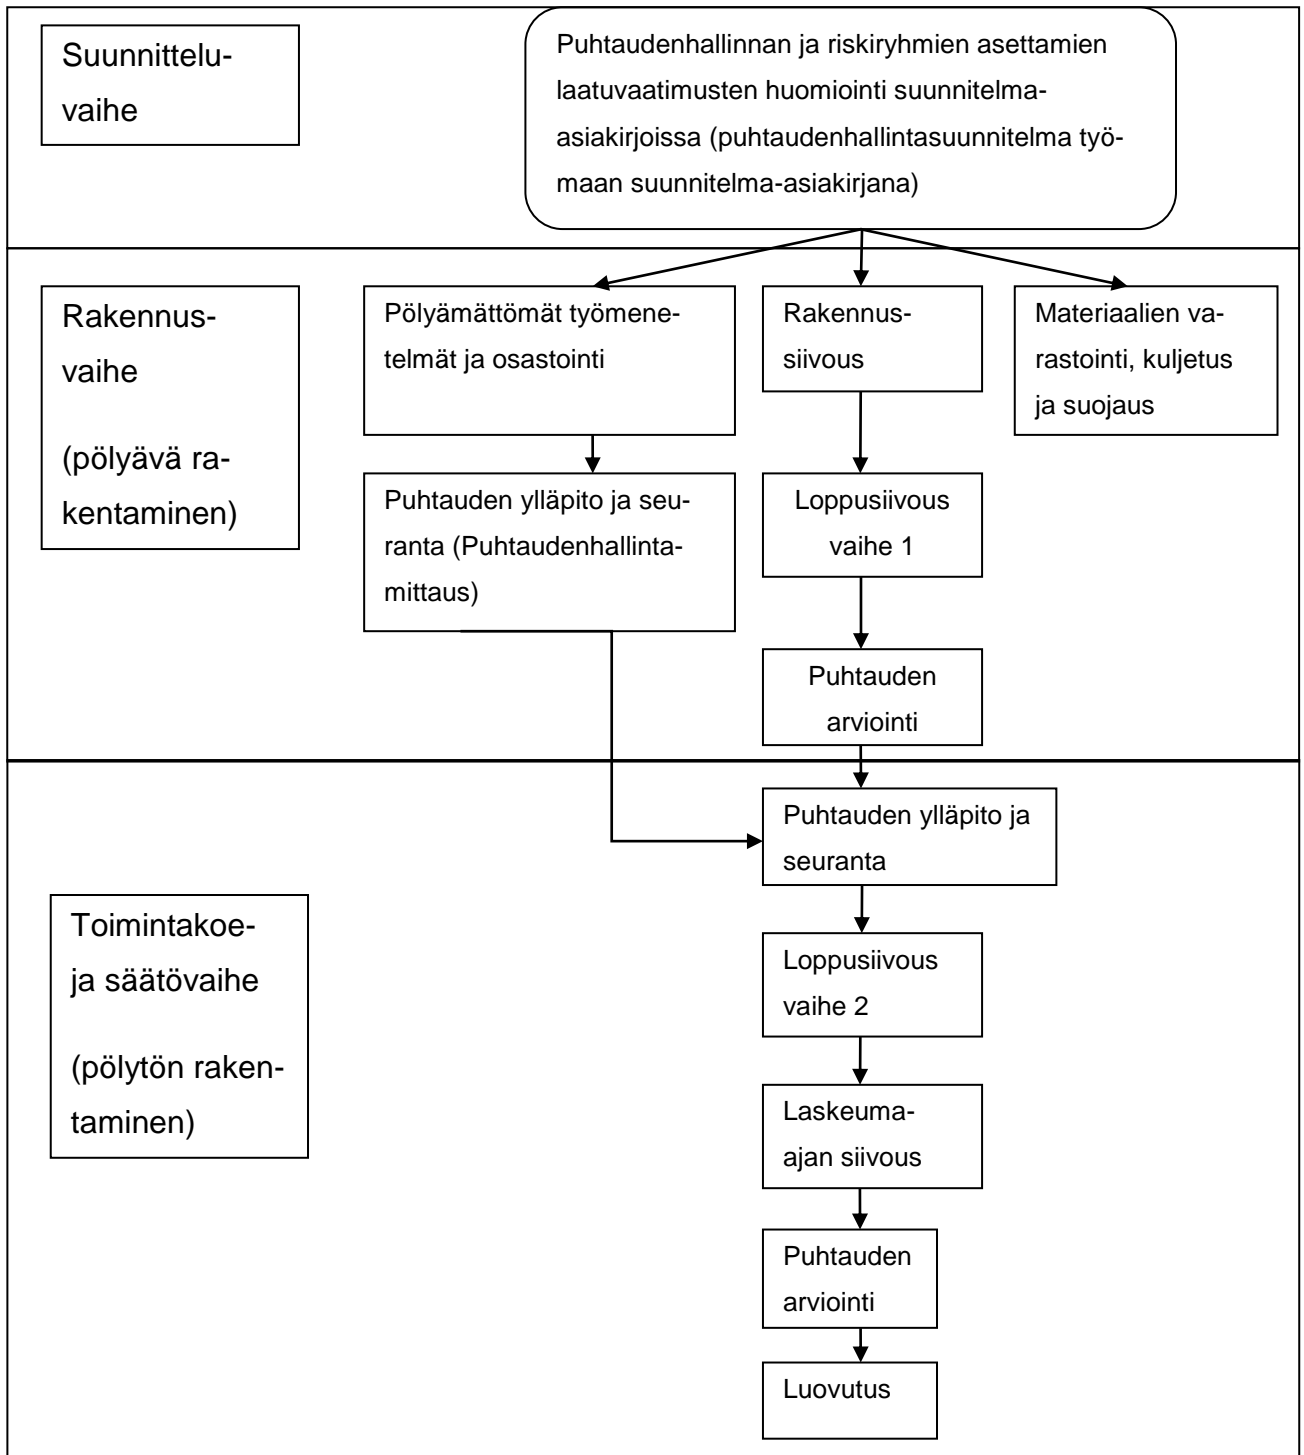 Suunnittelu-
vaihe
Puhtaudenhallinnan ja riskiryhmien asettamien
laatuvaatimusten huomiointi suunnitelma-
asiakirjoissa (puhtaudenhallintasuunnitelma työ-
maan suunnitelma-asiakirjana)
Rakennus-
vaihe
(pölyävä ra-
kentaminen)
Pölyämättömät työmene-
telmät ja osastointi
Rakennus-
siivous
Materiaalien va-
rastointi, kuljetus
ja suojaus
Puhtauden ylläpito ja seu-
ranta (Puhtaudenhallinta-
mittaus)
Loppusiivous
vaihe 1
Puhtauden
arviointi
Toimintakoe-
ja säätövaihe
(pölytön raken-
taminen)
Puhtauden ylläpito ja
seuranta
Loppusiivous
vaihe 2
Laskeuma-
ajan siivous
Puhtauden
arviointi
Luovutus